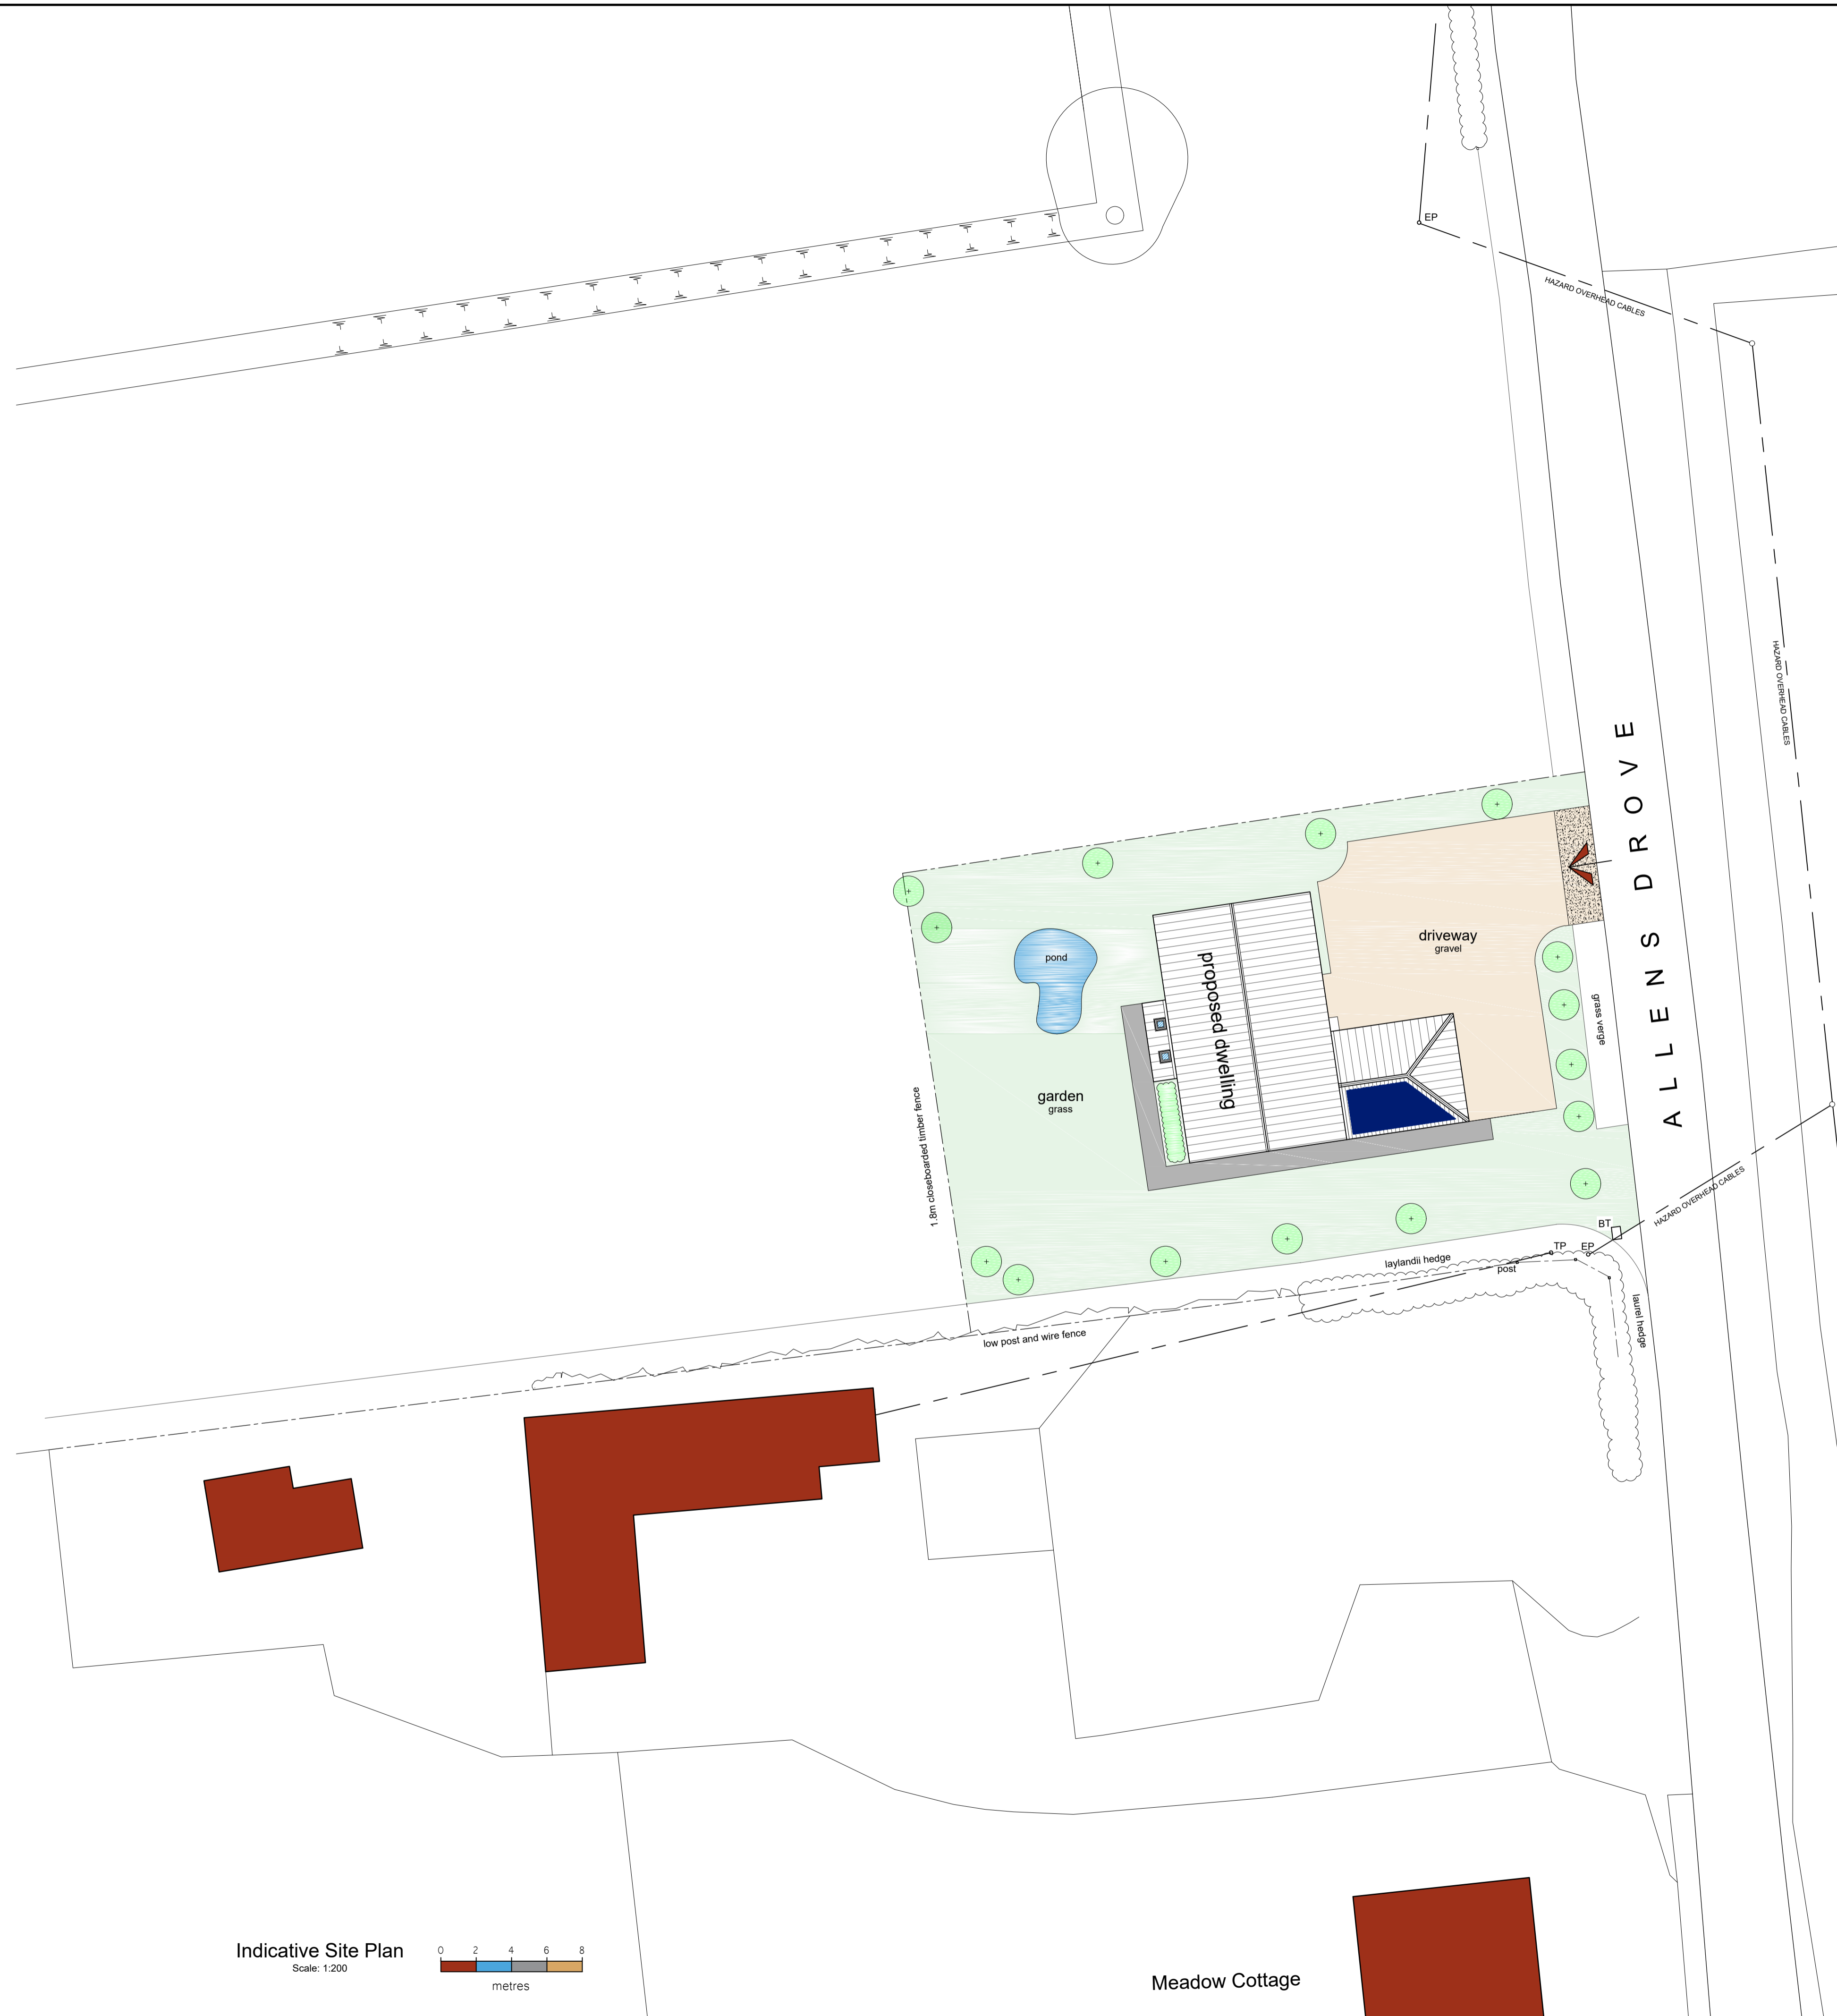 EP
HAZARD OVERHEAD CABLES
HAZARD OVERHEAD CABLES
ALLENS DROVE
driveway
gravel
pond
proposed dwelling
grass verge
garden
grass
1.8m closeboarded timber fence
HAZARD OVERHEAD CABLES
BT
TP
EP
laylandii hedge
post
laurel hedge
low post and wire fence
Indicative Site Plan
Scale: 1:200
0 2 4 6 8
metres
Meadow Cottage